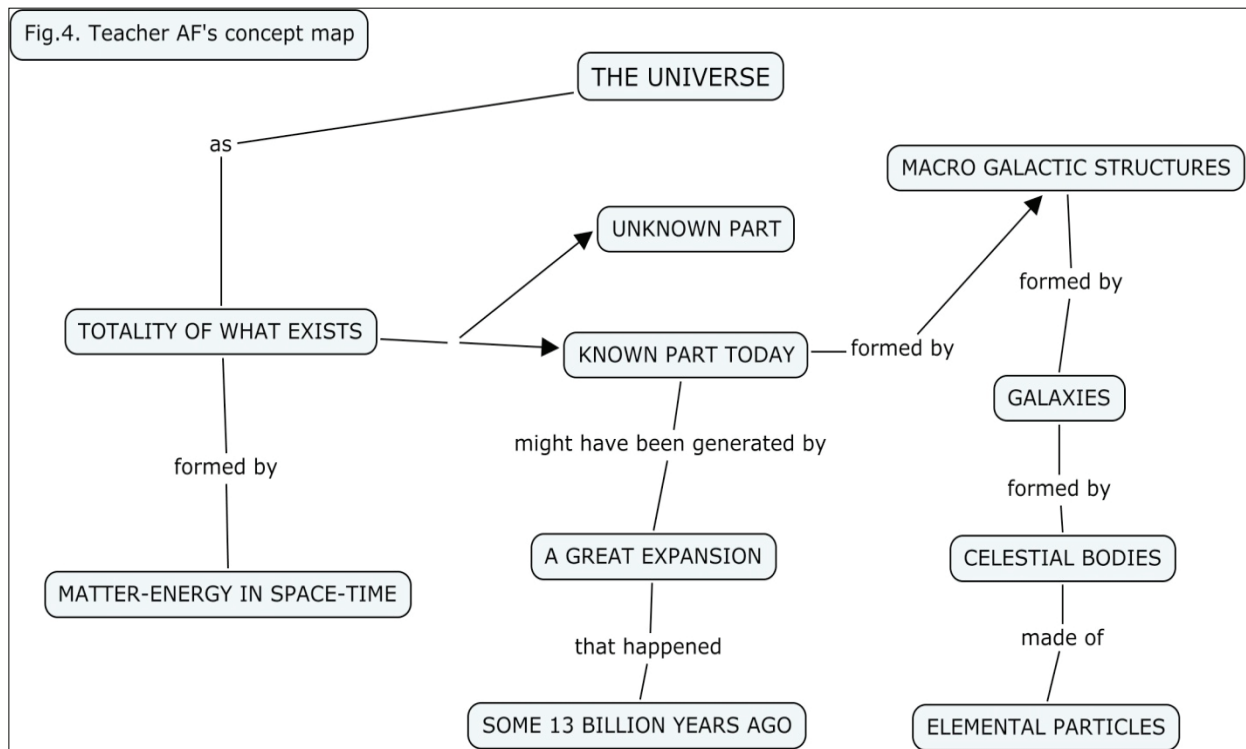 Fig.4. Teacher AF's concept map
THE UNIVERSE
as
MACRO GALACTIC STRUCTURES
UNKNOWN PART
formed by
TOTALITY OF WHAT EXISTS
KNOWN PART TODAY
formed by
GALAXIES
might have been generated by
formed by
formed by
A GREAT EXPANSION
CELESTIAL BODIES
MATTER-ENERGY IN SPACE-TIME
that happened
made of
SOME 13 BILLION YEARS AGO
ELEMENTAL PARTICLES